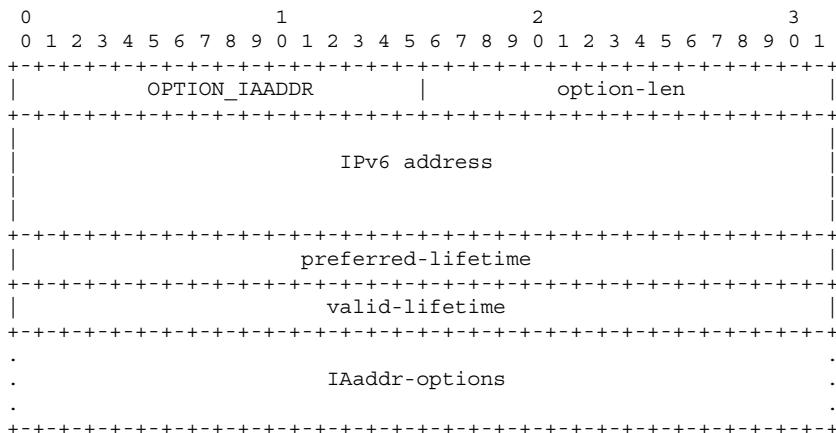 0                   1                   2                   3
 0 1 2 3 4 5 6 7 8 9 0 1 2 3 4 5 6 7 8 9 0 1 2 3 4 5 6 7 8 9 0 1
+-+-+-+-+-+-+-+-+-+-+-+-+-+-+-+-+-+-+-+-+-+-+-+-+-+-+-+-+-+-+-+-+
|          OPTION_IAADDR        |          option-len           |
+-+-+-+-+-+-+-+-+-+-+-+-+-+-+-+-+-+-+-+-+-+-+-+-+-+-+-+-+-+-+-+-+
|                                                               |
|                         IPv6 address                          |
|                                                               |
|                                                               |
+-+-+-+-+-+-+-+-+-+-+-+-+-+-+-+-+-+-+-+-+-+-+-+-+-+-+-+-+-+-+-+-+
|                      preferred-lifetime                       |
+-+-+-+-+-+-+-+-+-+-+-+-+-+-+-+-+-+-+-+-+-+-+-+-+-+-+-+-+-+-+-+-+
|                        valid-lifetime                         |
+-+-+-+-+-+-+-+-+-+-+-+-+-+-+-+-+-+-+-+-+-+-+-+-+-+-+-+-+-+-+-+-+
.                                                               .
.                        IAaddr-options                         .
.                                                               .
+-+-+-+-+-+-+-+-+-+-+-+-+-+-+-+-+-+-+-+-+-+-+-+-+-+-+-+-+-+-+-+-+